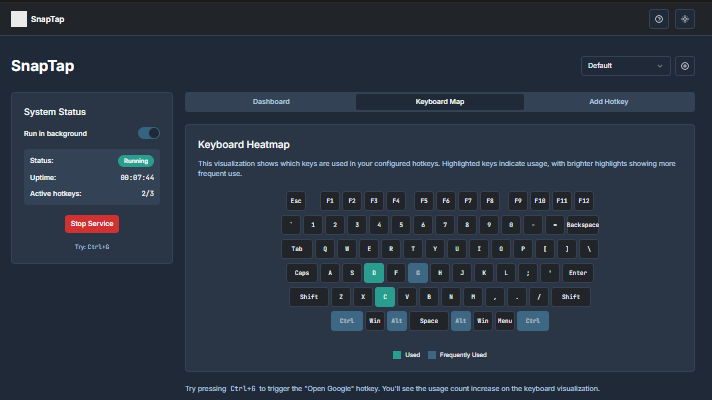 SnapTap
SnapTap
Default
System Status
Run in background
Status: Running
Uptime: 00:07:44
Active hotkeys: 2/3
Stop Service
Try: Ctrl+G
Dashboard Keyboard Map Add Hotkey
Keyboard Heatmap
This visualization shows which keys are used in your configured hotkeys. Highlighted keys indicate usage, with brighter highlights showing more
frequent use.
Esc F1 F2 F3 F4 F5 F6 F7 F8 F9 F10 F11 F12
` 1 2 3 4 5 6 7 8 9 0 - = Backspace
Tab Q W E R T Y U I O P [ ] \
Caps A S D F G H J K L ; ' Enter
Shift Z X C V B N M , . / Shift
Ctrl Win Alt Space Alt Win Menu Ctrl
Used Frequently Used
Try pressing Ctrl+G to trigger the "Open Google" hotkey. You'll see the usage count increase on the keyboard visualization.